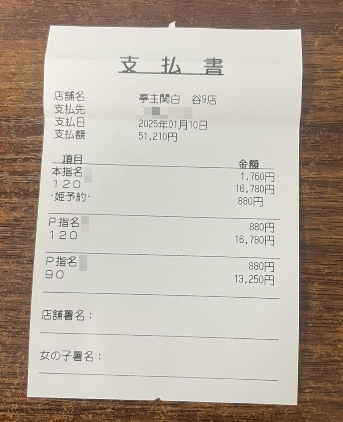 支払書
店舗名 亭主関白 谷9店
支払先
支払日 2025年01月10日
支払額 51,210円
項目 金額
本指名 1,760円
120 16,780円
・姫予約・ 880円
P指名 880円
120 16,780円
P指名 880円
90 13,250円
店舗署名：
女の子署名：